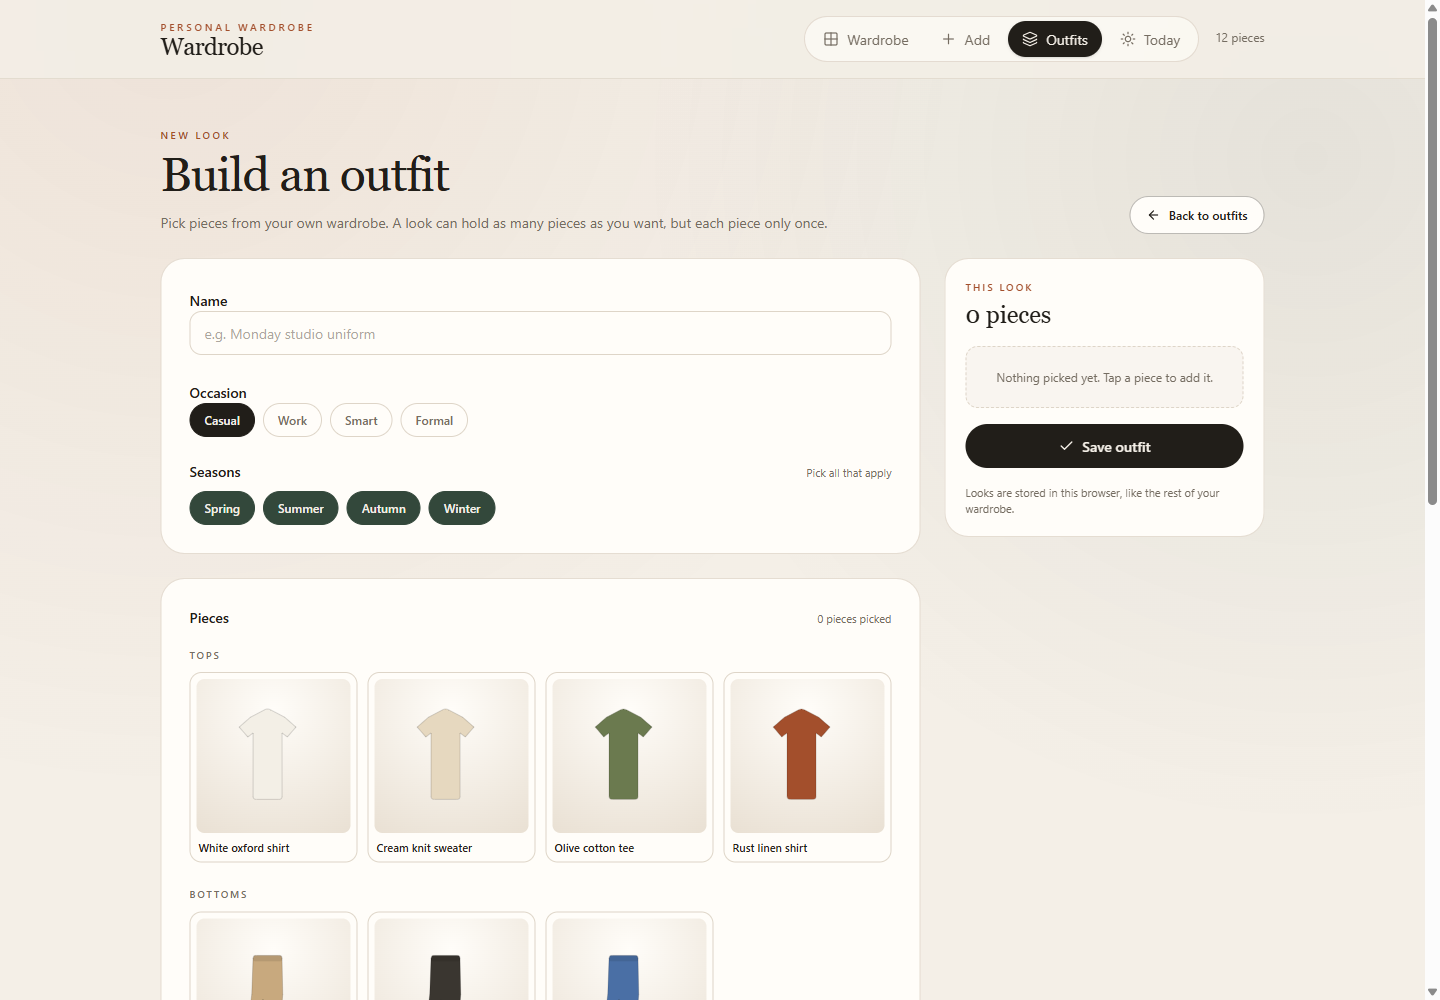 PERSONAL WARDROBE
Wardrobe
Wardrobe
Add
Outfits
Today
12 pieces
NEW LOOK
Build an outfit
Pick pieces from your own wardrobe. A look can hold as many pieces as you want, but each piece only once.
Back to outfits
Name
e.g. Monday studio uniform
Occasion
Casual
Work
Smart
Formal
Seasons
Pick all that apply
Spring
Summer
Autumn
Winter
THIS LOOK
0 pieces
Nothing picked yet. Tap a piece to add it.
Save outfit
Looks are stored in this browser, like the rest of your
wardrobe.
Pieces
0 pieces picked
TOPS
White oxford shirt
Cream knit sweater
Olive cotton tee
Rust linen shirt
BOTTOMS